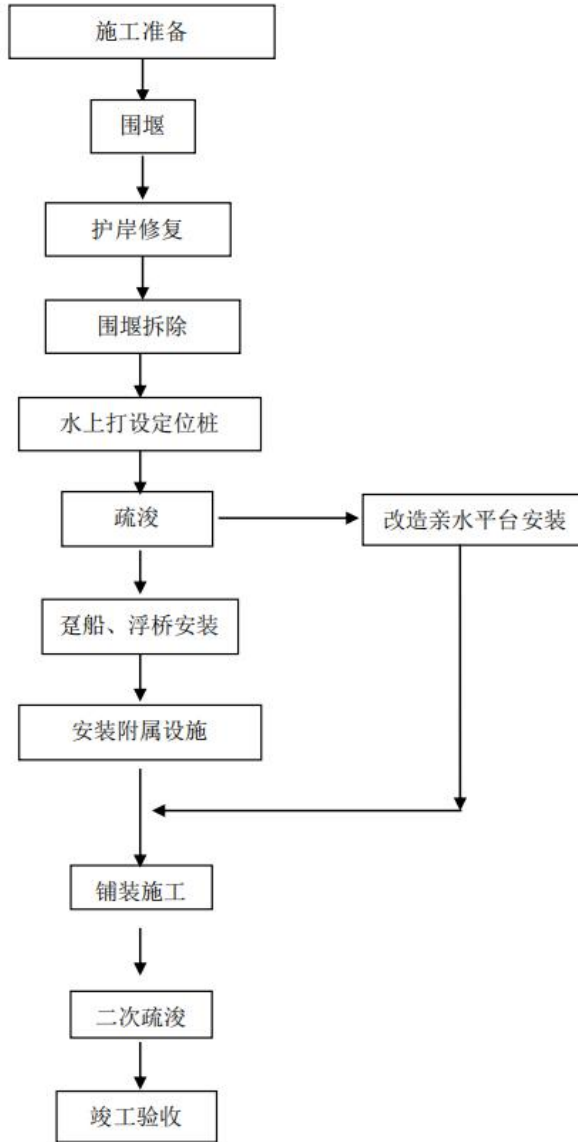 施工准备
围堰
护岸修复
围堰拆除
水上打设定位桩
疏浚
改造亲水平台安装
趸船、浮桥安装
安装附属设施
铺装施工
二次疏浚
竣工验收